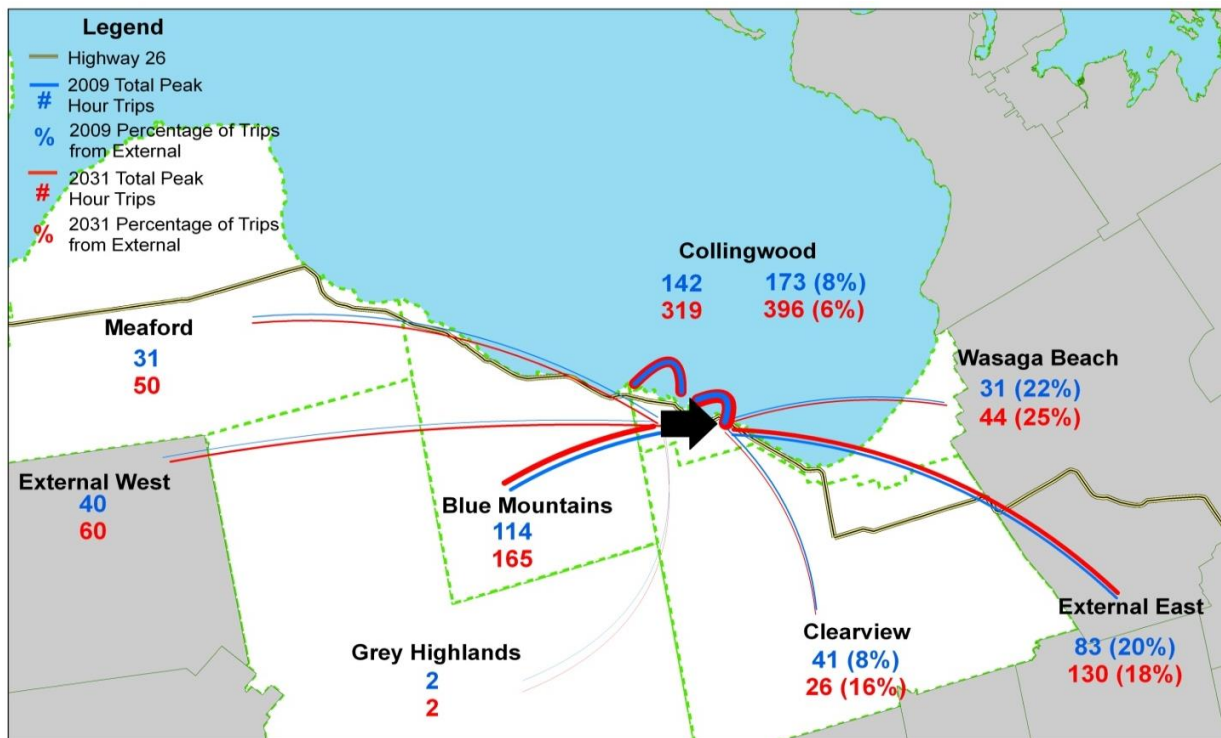 Legend
Highway 26
2009 Total Peak
# Hour Trips
% 2009 Percentage of Trips
from External
2031 Total Peak
# Hour Trips
% 2031 Percentage of Trips
from External
Collingwood
142 173 (8%)
319 396 (6%)
Meaford
31
50
Wasaga Beach
31 (22%)
44 (25%)
External West
40
60
Blue Mountains
114
165
External East
83 (20%)
130 (18%)
Clearview
41 (8%)
26 (16%)
Grey Highlands
2
2